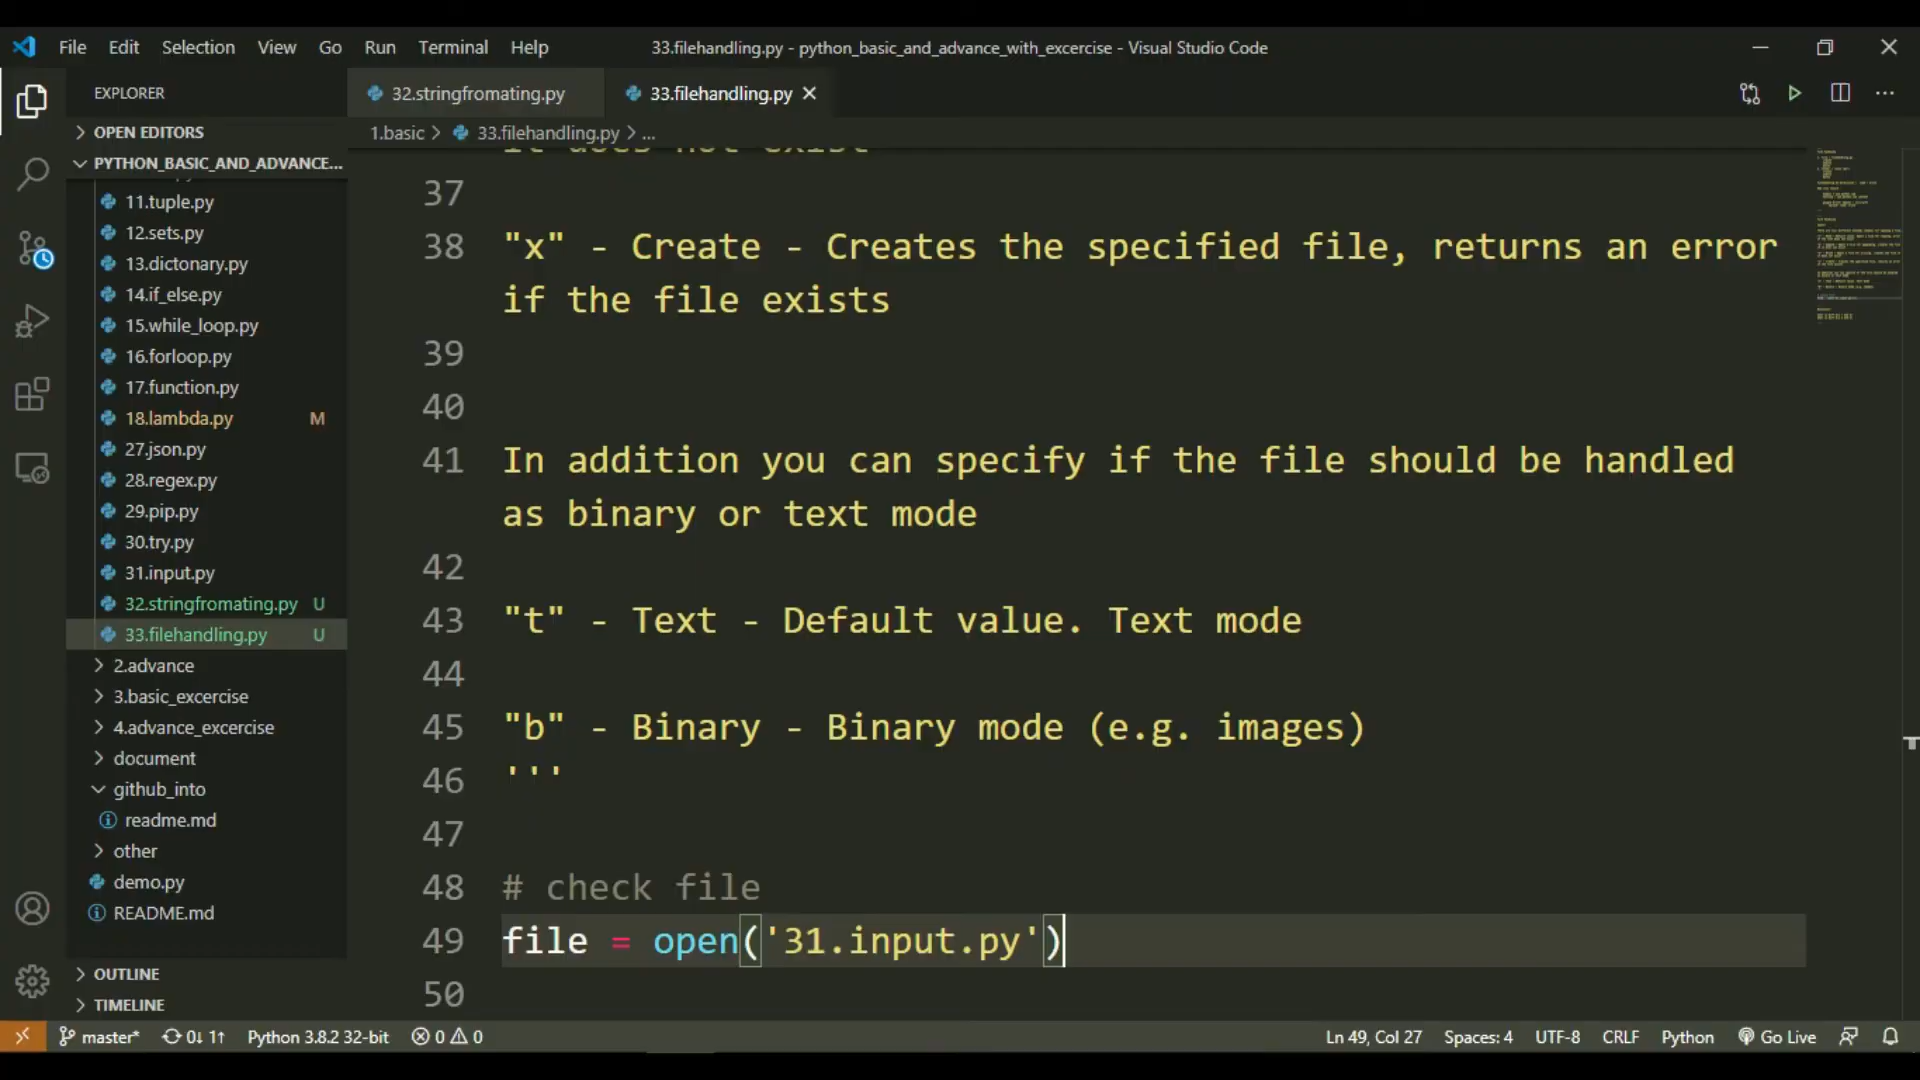 File Edit Selection View Go Run Terminal Help
33.filehandling.py - python_basic_and_advance_with_excercise - Visual Studio Code
EXPLORER
32.stringfromating.py
33.filehandling.py
OPEN EDITORS
1.basic > 33.filehandling.py > ...
PYTHON_BASIC_AND_ADVANCE...
11.tuple.py
12.sets.py
13.dictonary.py
14.if_else.py
15.while_loop.py
16.forloop.py
17.function.py
18.lambda.py M
27.json.py
28.regex.py
29.pip.py
30.try.py
31.input.py
32.stringfromating.py U
33.filehandling.py U
2.advance
3.basic_excercise
4.advance_excercise
document
github_into
readme.md
other
demo.py
README.md
OUTLINE
TIMELINE
it does not exist
37
38 "x" - Create - Creates the specified file, returns an error
if the file exists
39
40
41 In addition you can specify if the file should be handled
as binary or text mode
42
43 "t" - Text - Default value. Text mode
44
45 "b" - Binary - Binary mode (e.g. images)
46 '''
47
48 # check file
49 file = open('31.input.py')
50
master* 0↓ 1↑ Python 3.8.2 32-bit 0 0
Ln 49, Col 27 Spaces: 4 UTF-8 CRLF Python Go Live